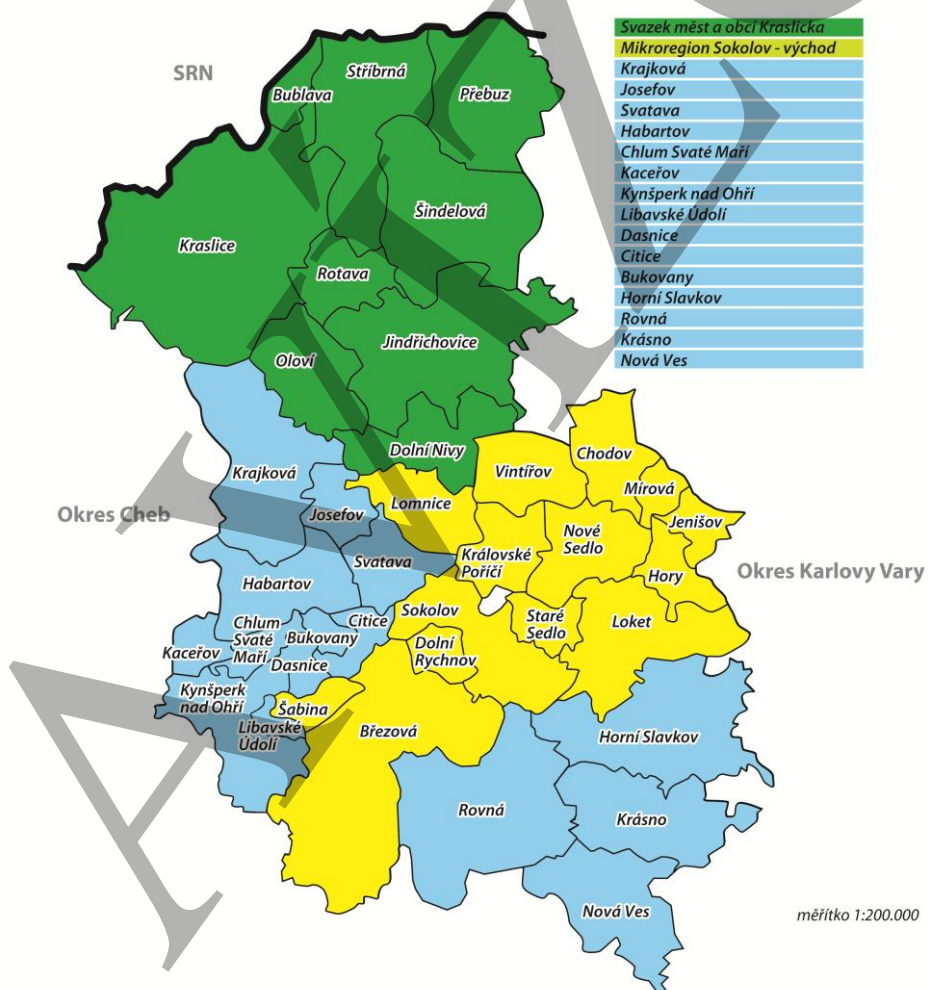 Svazek měst a obcí Kraslicka
Mikroregion Sokolov - východ
Krajková
Josefov
Svatava
Habartov
Chlum Svaté Maří
Kaceřov
Kynšperk nad Ohří
Libavské Údolí
Dasnice
Citice
Bukovany
Horní Slavkov
Rovná
Krásno
Nová Ves
SRN
Stříbrná
Bublava
Přebuz
Šindelová
Kraslice
Rotava
Jindřichovice
Oloví
Dolní Nivy
Krajková
Vintířov
Chodov
Mírová
Lomnice
Josefov
Jenišov
Okres Cheb
Nové
Sedlo
Královské
Poříčí
Svatava
Okres Karlovy Vary
Habartov
Hory
Sokolov
Staré
Sedlo
Loket
Citice
Chlum
Svaté
Maří
Bukovany
Dolní
Rychnov
Kaceřov
Dasnice
Kynšperk
nad Ohří
Šabina
Libavské
Údolí
Březová
Horní Slavkov
Rovná
Krásno
Nová Ves
měřítko 1:200.000